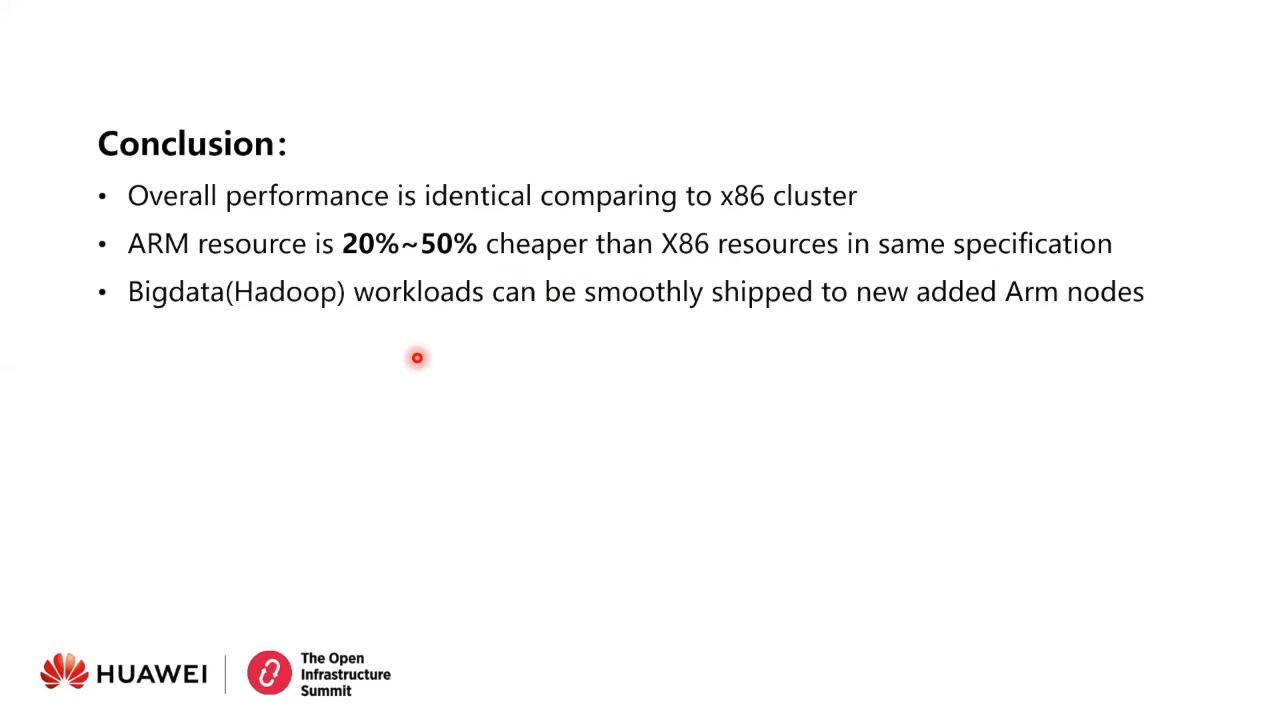 Conclusion：
• Overall performance is identical comparing to x86 cluster
• ARM resource is 20%~50% cheaper than X86 resources in same specification
• Bigdata(Hadoop) workloads can be smoothly shipped to new added Arm nodes
HUAWEI
The Open
Infrastructure
Summit